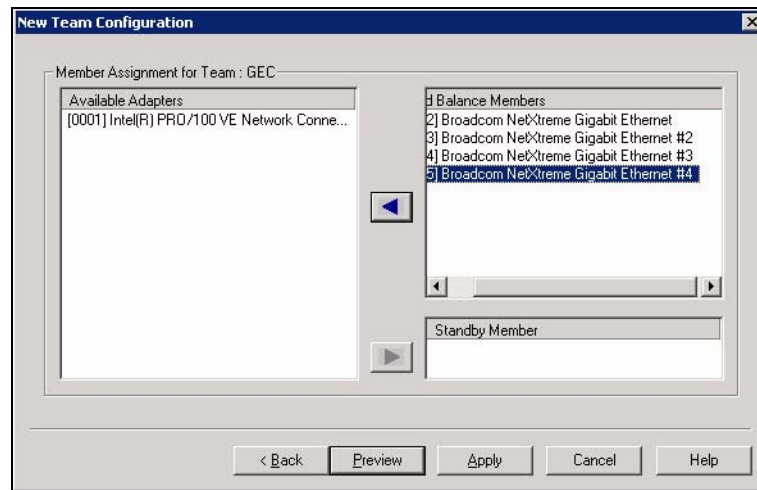 New Team Configuration
Member Assignment for Team : GEC
Available Adapters
[0001] Intel(R) PRO/100 VE Network Conne...
d Balance Members
2] Broadcom NetXtreme Gigabit Ethernet
3] Broadcom NetXtreme Gigabit Ethernet #2
4] Broadcom NetXtreme Gigabit Ethernet #3
5] Broadcom NetXtreme Gigabit Ethernet #4
Standby Member
< Back Preview Apply Cancel Help